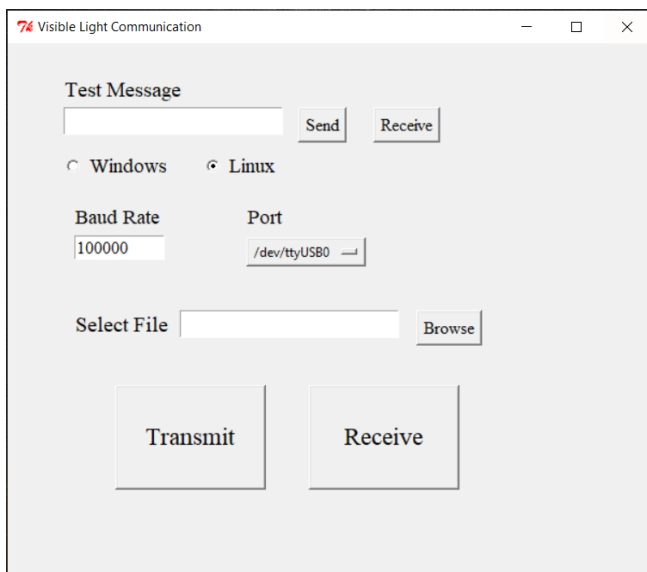 Visible Light Communication
Test Message
Send Receive
Windows Linux
Baud Rate Port
100000 /dev/ttyUSB0
Select File Browse
Transmit Receive